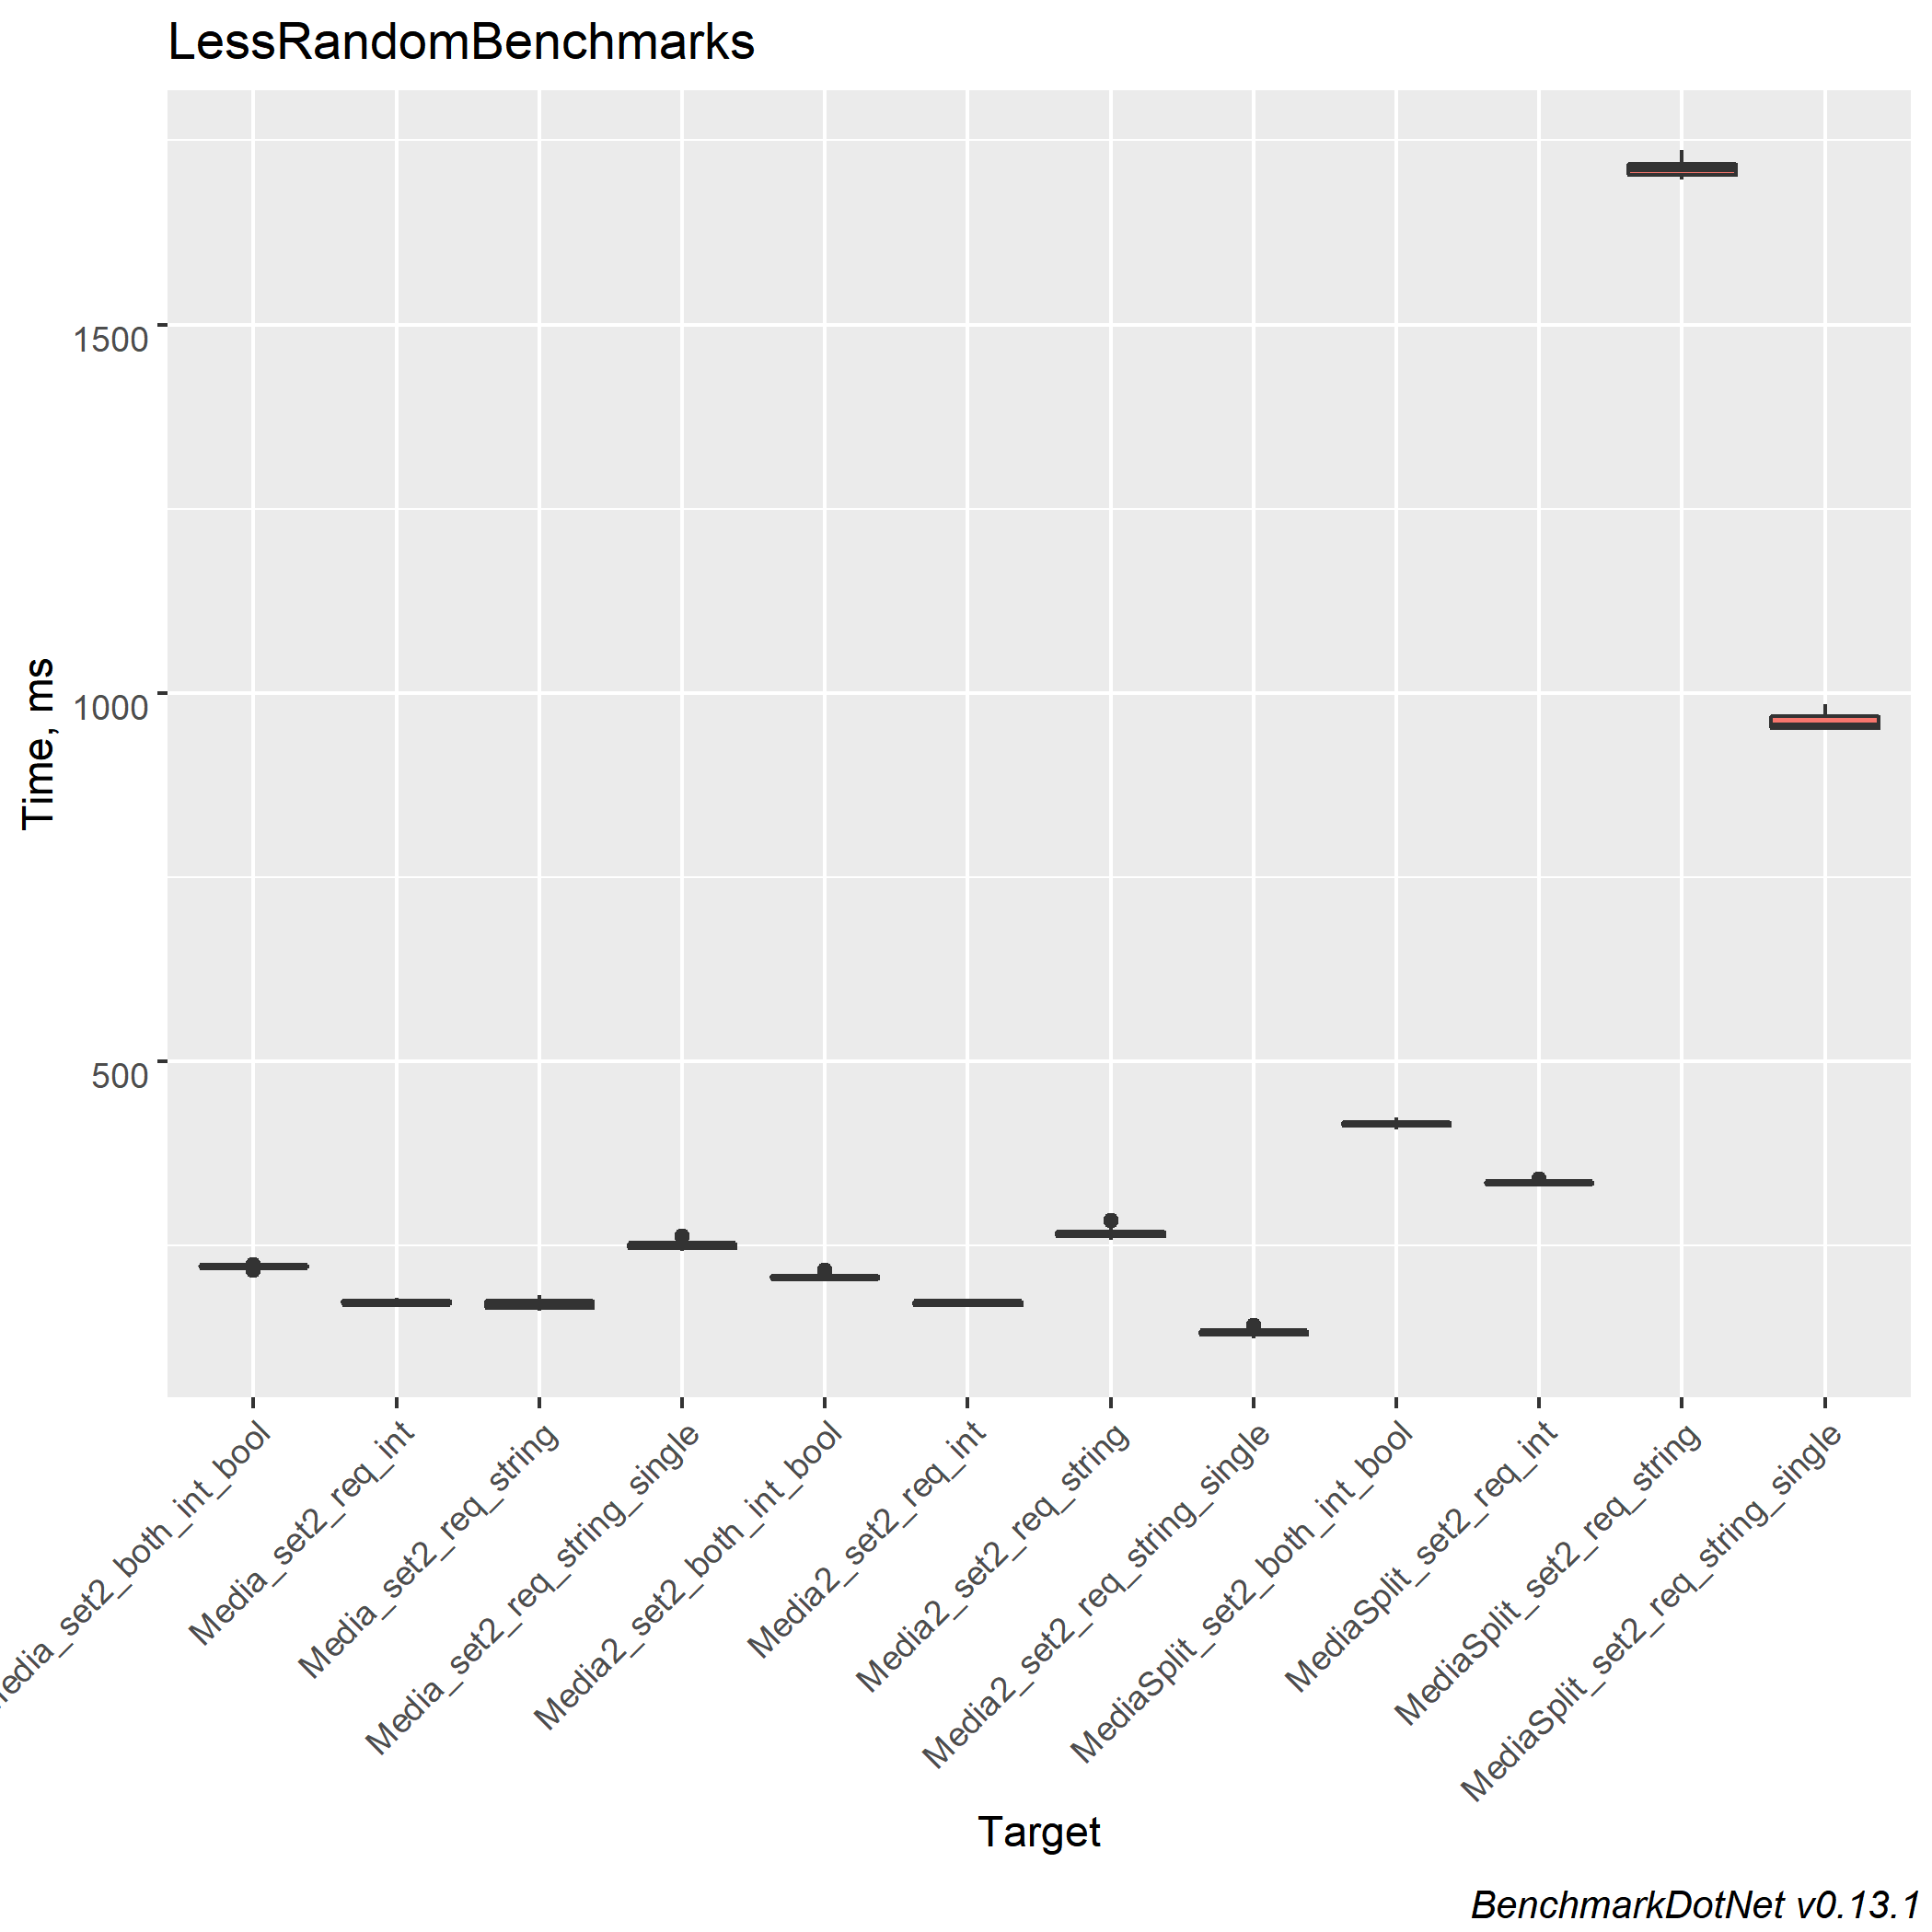 LessRandomBenchmarks
Time, ms
1500
1000
500
edia_set2_both_int_bool
Media_set2_req_int
Media_set2_req_string
Media_set2_req_string_single
Media2_set2_both_int_bool
Media2_set2_req_int
Media2_set2_req_string
Media2_set2_req_string_single
MediaSplit_set2_both_int_bool
MediaSplit_set2_req_int
MediaSplit_set2_req_string
MediaSplit_set2_req_string_single
Target
BenchmarkDotNet v0.13.1